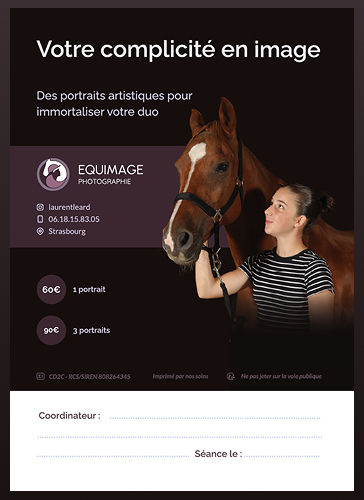 Votre complicité en image
Des portraits artistiques pour
immortaliser votre duo
EQUIMAGE
PHOTOGRAPHIE
laurentleard
06.18.15.83.05
Strasbourg
60€ 1 portrait
90€ 3 portraits
CD2C - RCS/SIREN 808264345 Imprimé par nos soins Ne pas jeter sur la voie publique
Coordinateur :
Séance le :